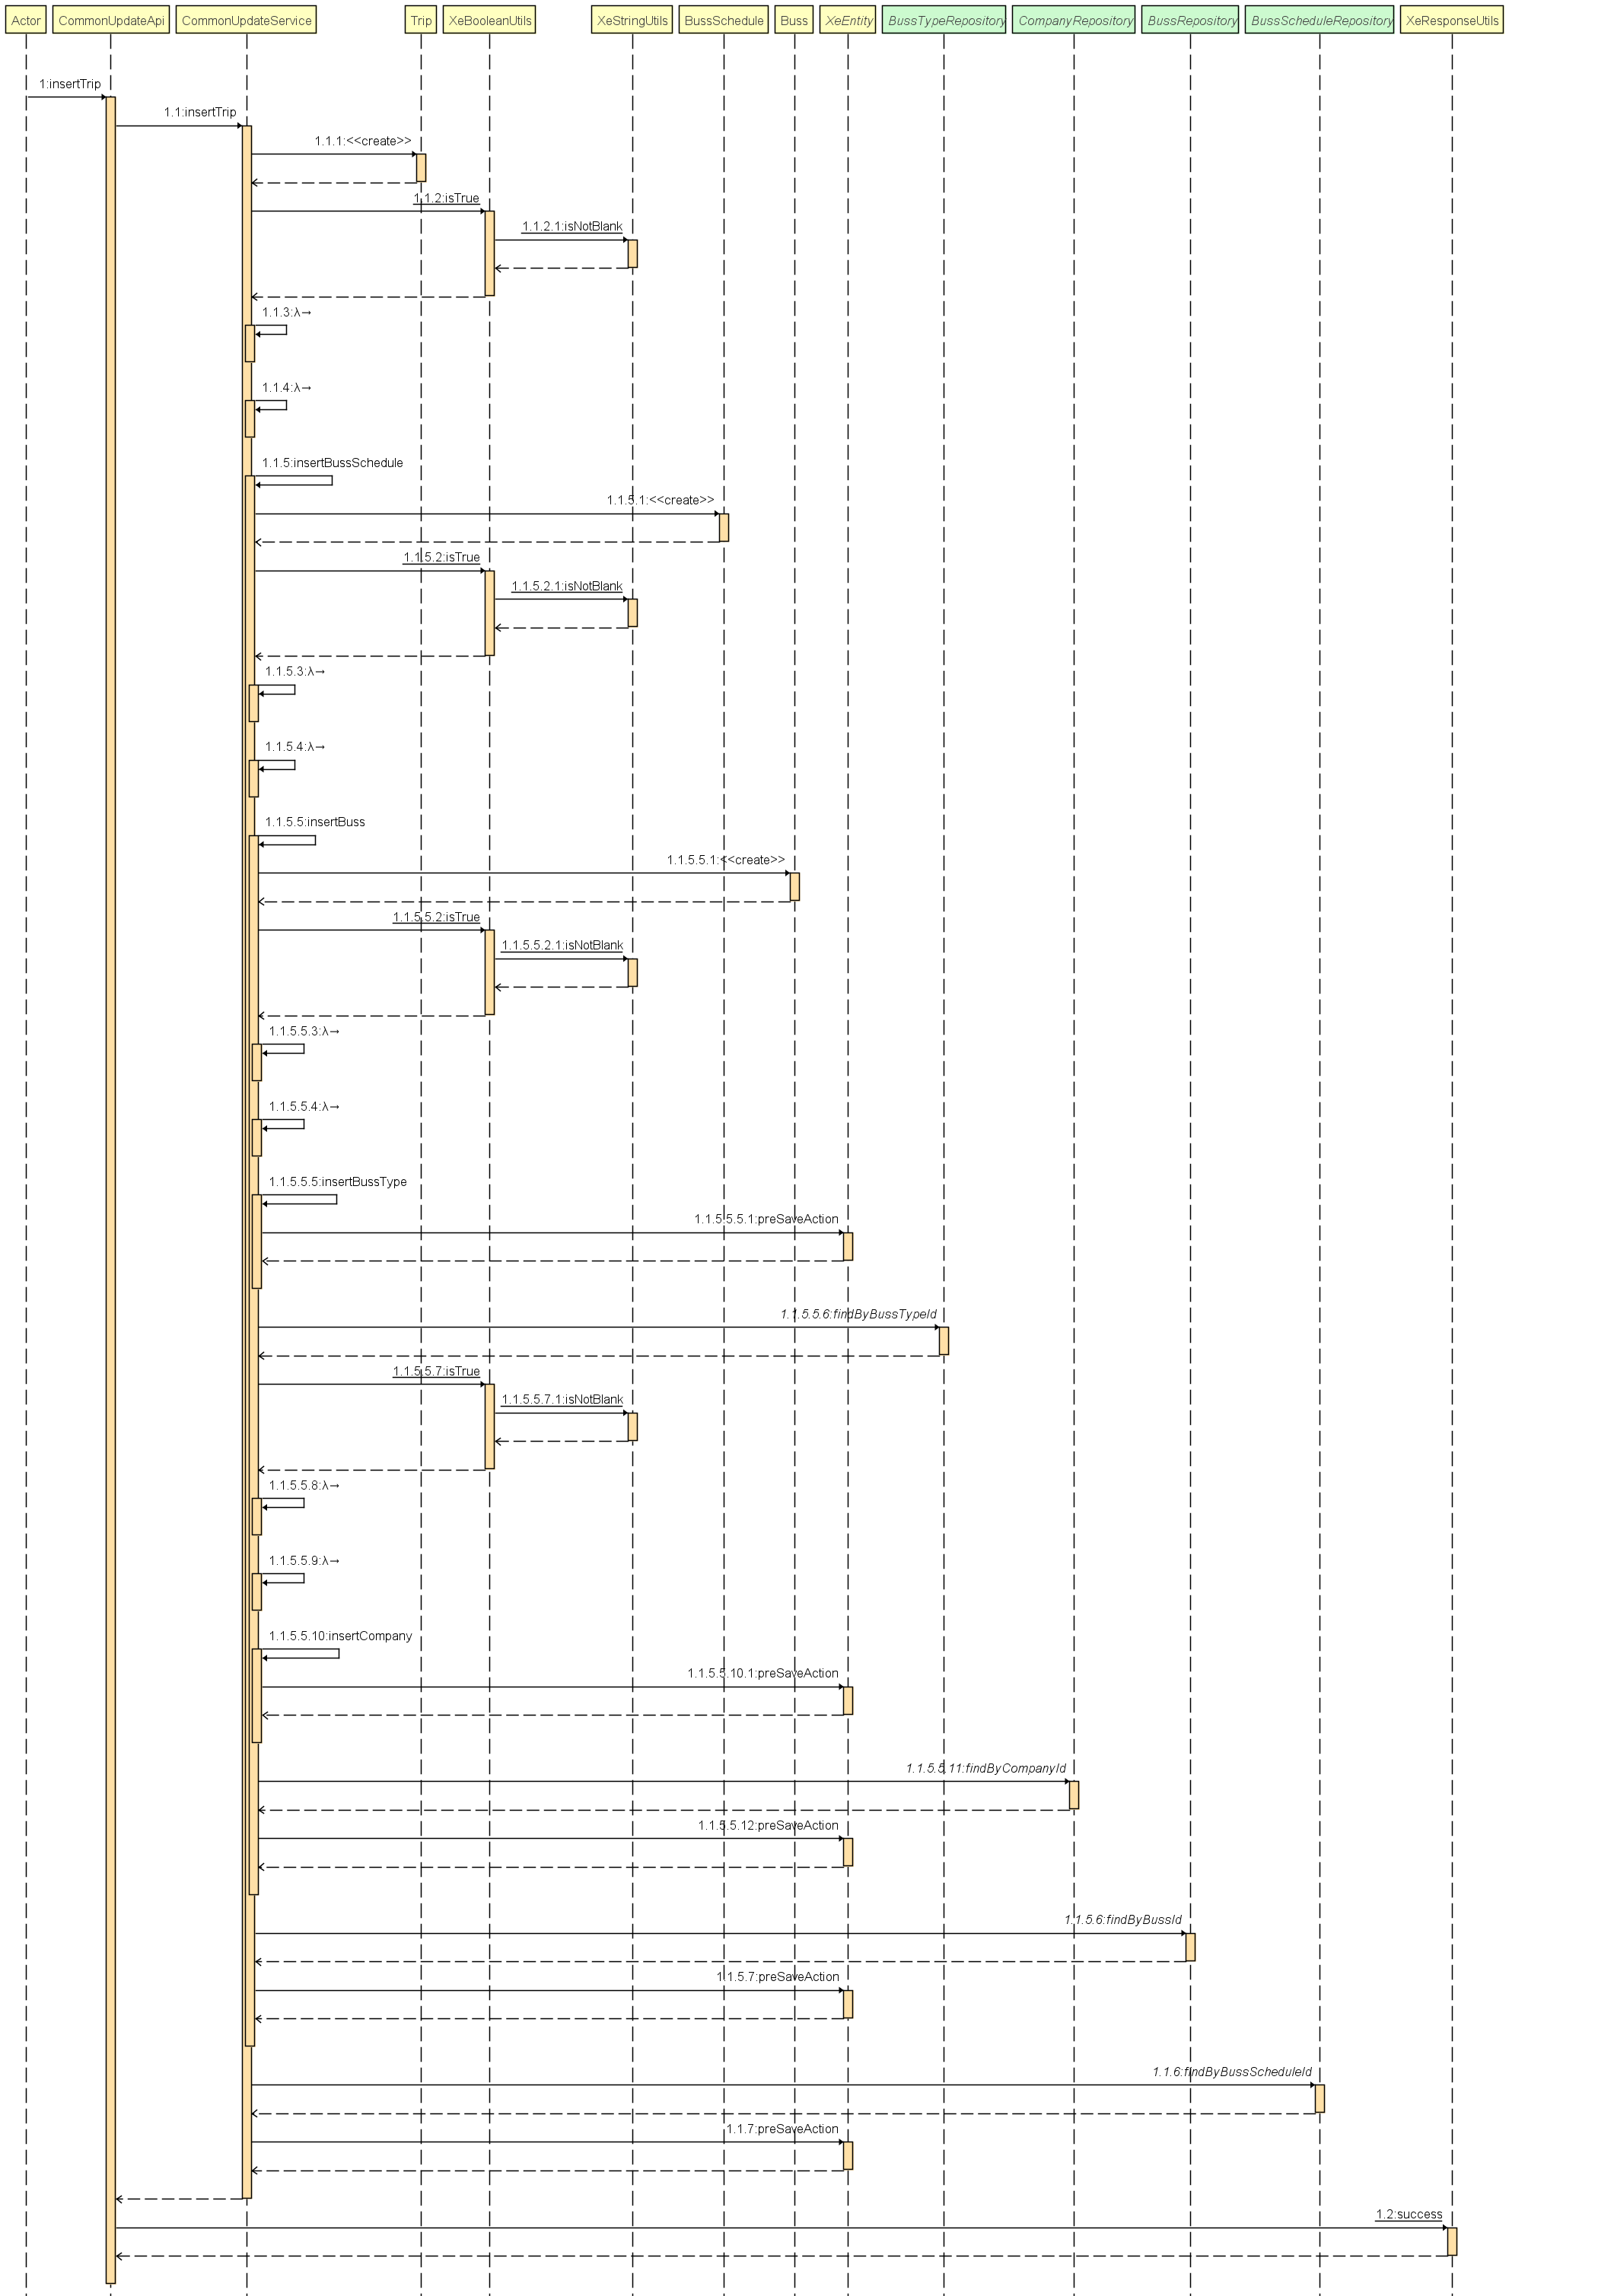 Actor CommonUpdateApi CommonUpdateService Trip XeBooleanUtils XeStringUtils BussSchedule Buss XeEntity BussTypeRepository CompanyRepository BussRepository BussScheduleRepository XeResponseUtils
1:insertTrip
1.1:insertTrip
1.1.1:<<create>>
1.1.2:isTrue
1.1.2.1:isNotBlank
1.1.3:λ→
1.1.4:λ→
1.1.5:insertBussSchedule
1.1.5.1:<<create>>
1.1.5.2:isTrue
1.1.5.2.1:isNotBlank
1.1.5.3:λ→
1.1.5.4:λ→
1.1.5.5:insertBuss
1.1.5.5.1:<<create>>
1.1.5.5.2:isTrue
1.1.5.5.2.1:isNotBlank
1.1.5.5.3:λ→
1.1.5.5.4:λ→
1.1.5.5.5:insertBussType
1.1.5.5.5.1:preSaveAction
1.1.5.5.6:findByBussTypeId
1.1.5.5.7:isTrue
1.1.5.5.7.1:isNotBlank
1.1.5.5.8:λ→
1.1.5.5.9:λ→
1.1.5.5.10:insertCompany
1.1.5.5.10.1:preSaveAction
1.1.5.5.11:findByCompanyId
1.1.5.5.12:preSaveAction
1.1.5.6:findByBussId
1.1.5.7:preSaveAction
1.1.6:findByBussScheduleId
1.1.7:preSaveAction
1.2:success